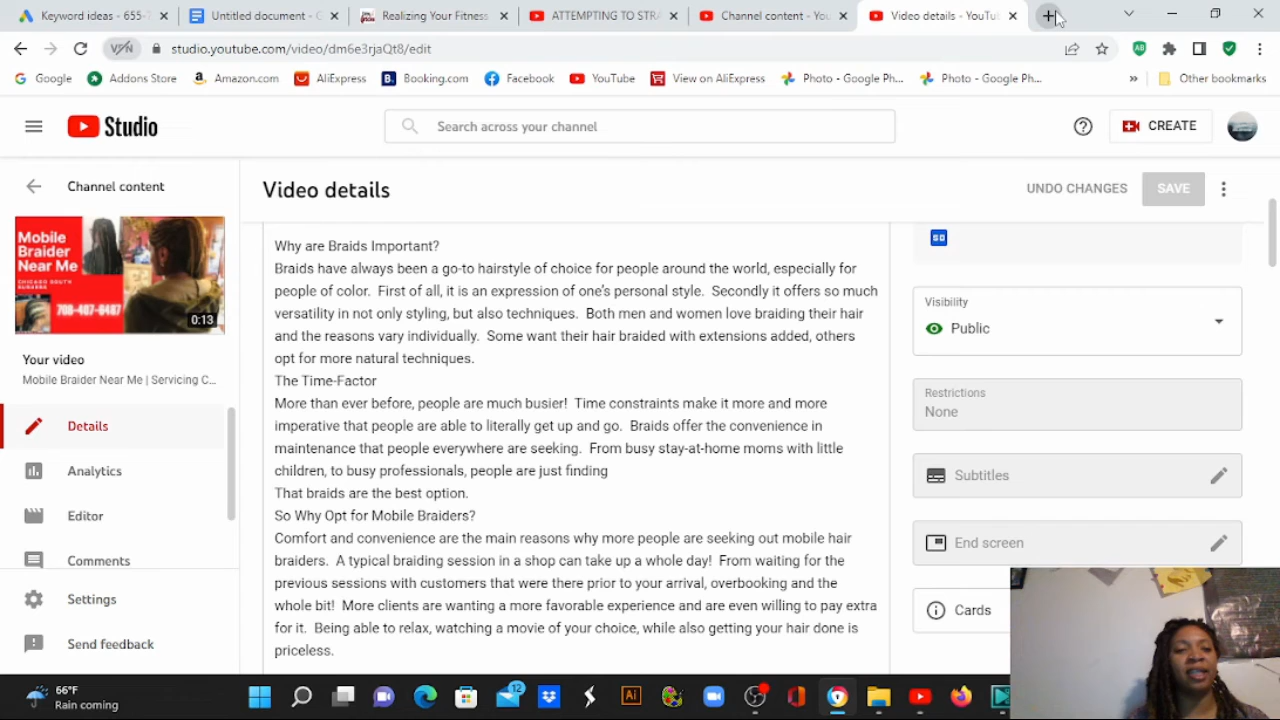 Keyword ideas - 655-7
Untitled document - G
Realizing Your Fitness
ATTEMPTING TO STRA
Channel content - You
Video details - YouTu
studio.youtube.com/video/dm6e3rjaQt8/edit
Google
Addons Store
Amazon.com
AliExpress
Booking.com
Facebook
YouTube
View on AliExpress
Photo - Google Ph...
Photo - Google Ph...
»
Other bookmarks
Studio
Search across your channel
CREATE
Channel content
Video details
UNDO CHANGES
SAVE
Mobile
Braider
Near Me
708-407-0487
0:13
Your video
Mobile Braider Near Me | Servicing C...
Details
Analytics
Editor
Comments
Settings
Send feedback
Why are Braids Important?
Braids have always been a go-to hairstyle of choice for people around the world, especially for
people of color. First of all, it is an expression of one's personal style. Secondly it offers so much
versatility in not only styling, but also techniques. Both men and women love braiding their hair
and the reasons vary individually. Some want their hair braided with extensions added, others
opt for more natural techniques.
The Time-Factor
More than ever before, people are much busier! Time constraints make it more and more
imperative that people are able to literally get up and go. Braids offer the convenience in
maintenance that people everywhere are seeking. From busy stay-at-home moms with little
children, to busy professionals, people are just finding
That braids are the best option.
So Why Opt for Mobile Braiders?
Comfort and convenience are the main reasons why more people are seeking out mobile hair
braiders. A typical braiding session in a shop can take up a whole day! From waiting for the
previous sessions with customers that were there prior to your arrival, overbooking and the
whole bit! More clients are wanting a more favorable experience and are even willing to pay extra
for it. Being able to relax, watching a movie of your choice, while also getting your hair done is
priceless.
SD
Visibility
Public
Restrictions
None
Subtitles
End screen
Cards
66°F
Rain coming
12
Ai